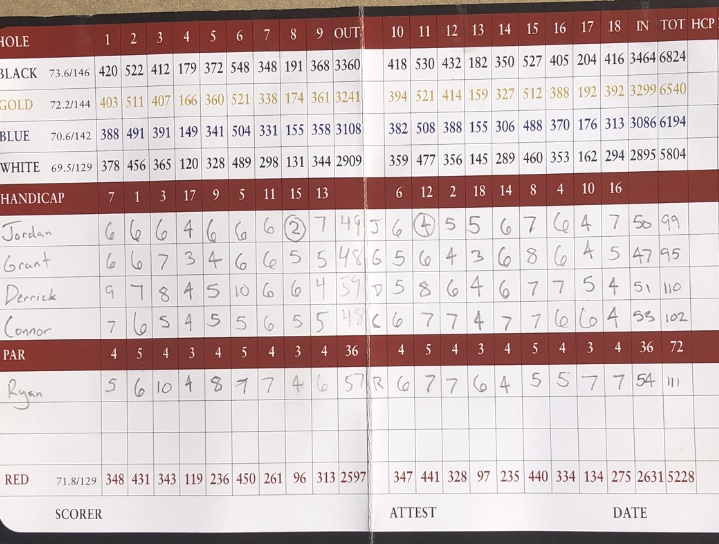 HOLE 1 2 3 4 5 6 7 8 9 OUT 10 11 12 13 14 15 16 17 18 IN TOT HCP
BLACK 73.6/146 420 522 412 179 372 548 348 191 368 3360 418 530 432 182 350 527 405 204 416 3464 6824
GOLD 72.2/144 403 511 407 166 360 521 338 174 361 3241 394 521 414 159 327 512 388 192 392 3299 6540
BLUE 70.6/142 388 491 391 149 341 504 331 155 358 3108 382 508 388 155 306 488 370 176 313 3086 6194
WHITE 69.5/129 378 456 365 120 328 489 298 131 344 2909 359 477 356 145 289 460 353 162 294 2895 5804
HANDICAP 7 1 3 17 9 5 11 15 13 6 12 2 18 14 8 4 10 16
Jordan 6 6 6 4 6 6 6 2 7 49 J 6 4 5 5 6 7 6 4 7 50 99
Grant 6 6 7 3 4 6 6 5 5 48 G 5 6 4 3 6 8 6 4 5 47 95
Derrick 9 7 8 4 5 10 6 6 4 59 D 5 8 6 4 6 7 7 5 4 51 110
Connor 7 6 5 4 5 5 6 5 5 48 C 6 7 7 4 7 7 6 6 4 53 102
PAR 4 5 4 3 4 5 4 3 4 36 4 5 4 3 4 5 4 3 4 36 72
Ryan 5 6 10 4 8 7 7 4 6 57 R 6 7 7 6 4 5 5 7 7 54 111
RED 71.8/129 348 431 343 119 236 450 261 96 313 2597 347 441 328 97 235 440 334 134 275 2631 5228
SCORER ATTEST DATE